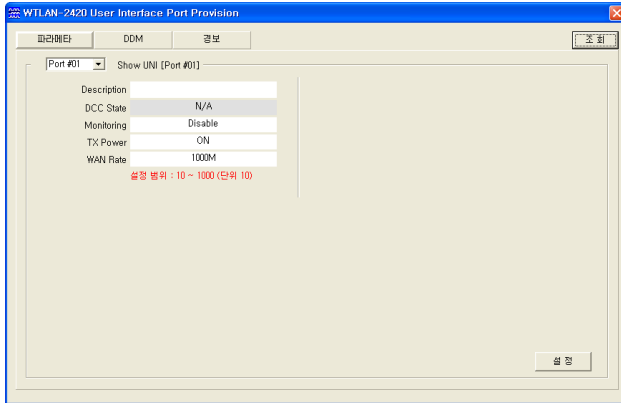 WTLAN-2420 User Interface Port Provision
파라메타 DDM 경보 조 회
Port #01 Show UNI [Port #01]
Description
DCC State N/A
Monitoring Disable
TX Power ON
WAN Rate 1000M
설정 범위 : 10 ~ 1000 (단위 10)
설 정